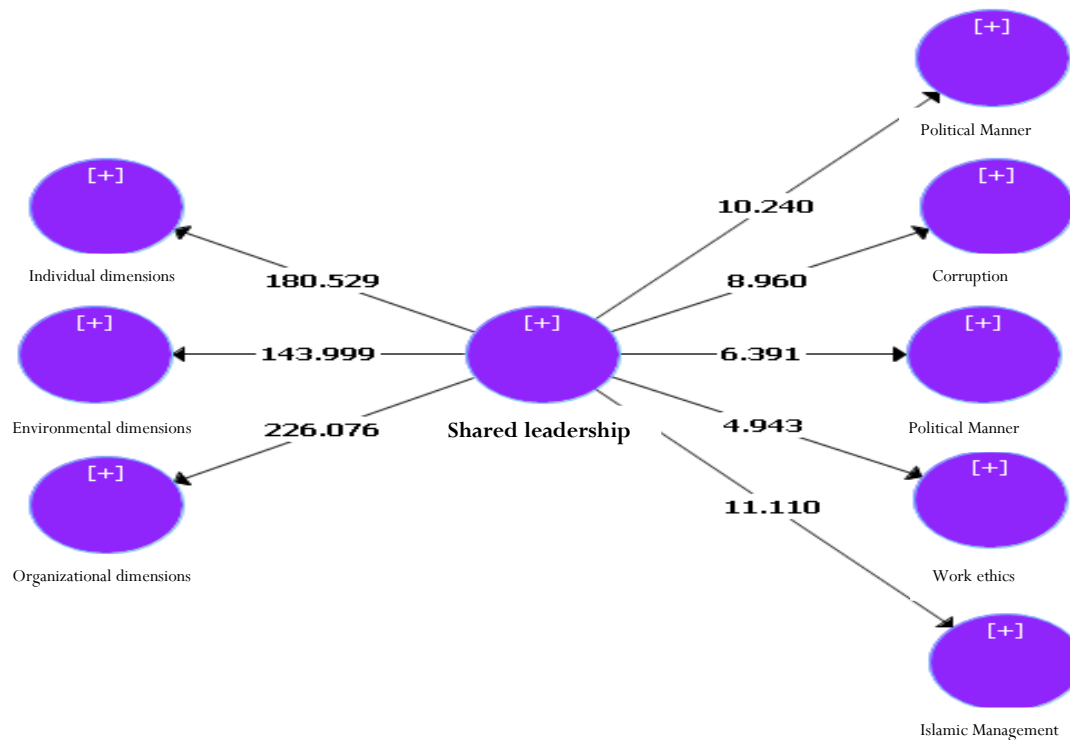 [+]
Political Manner
10.240
[+]
[+]
Individual dimensions
180.529
8.960
Corruption
[+]
[+]
[+]
143.999
6.391
Environmental dimensions
226.076
Shared leadership
4.943
Political Manner
[+]
[+]
11.110
Organizational dimensions
Work ethics
[+]
Islamic Management